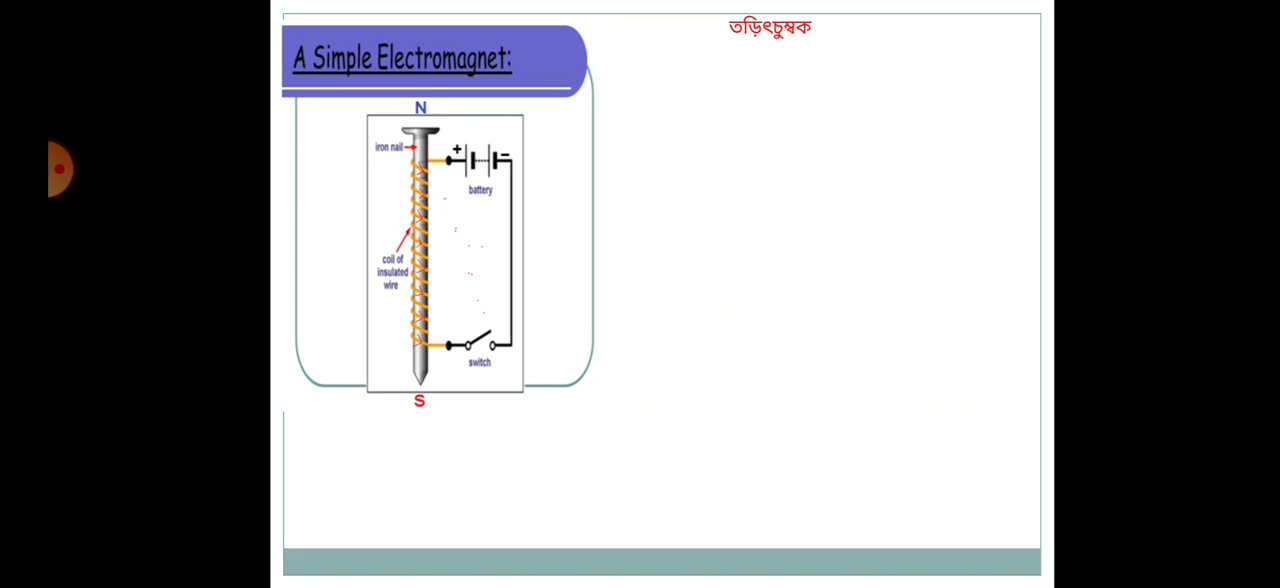 তড়িৎচুম্বক
A Simple Electromagnet:
N
iron nail
+
−
battery
coil of
insulated
wire
switch
S